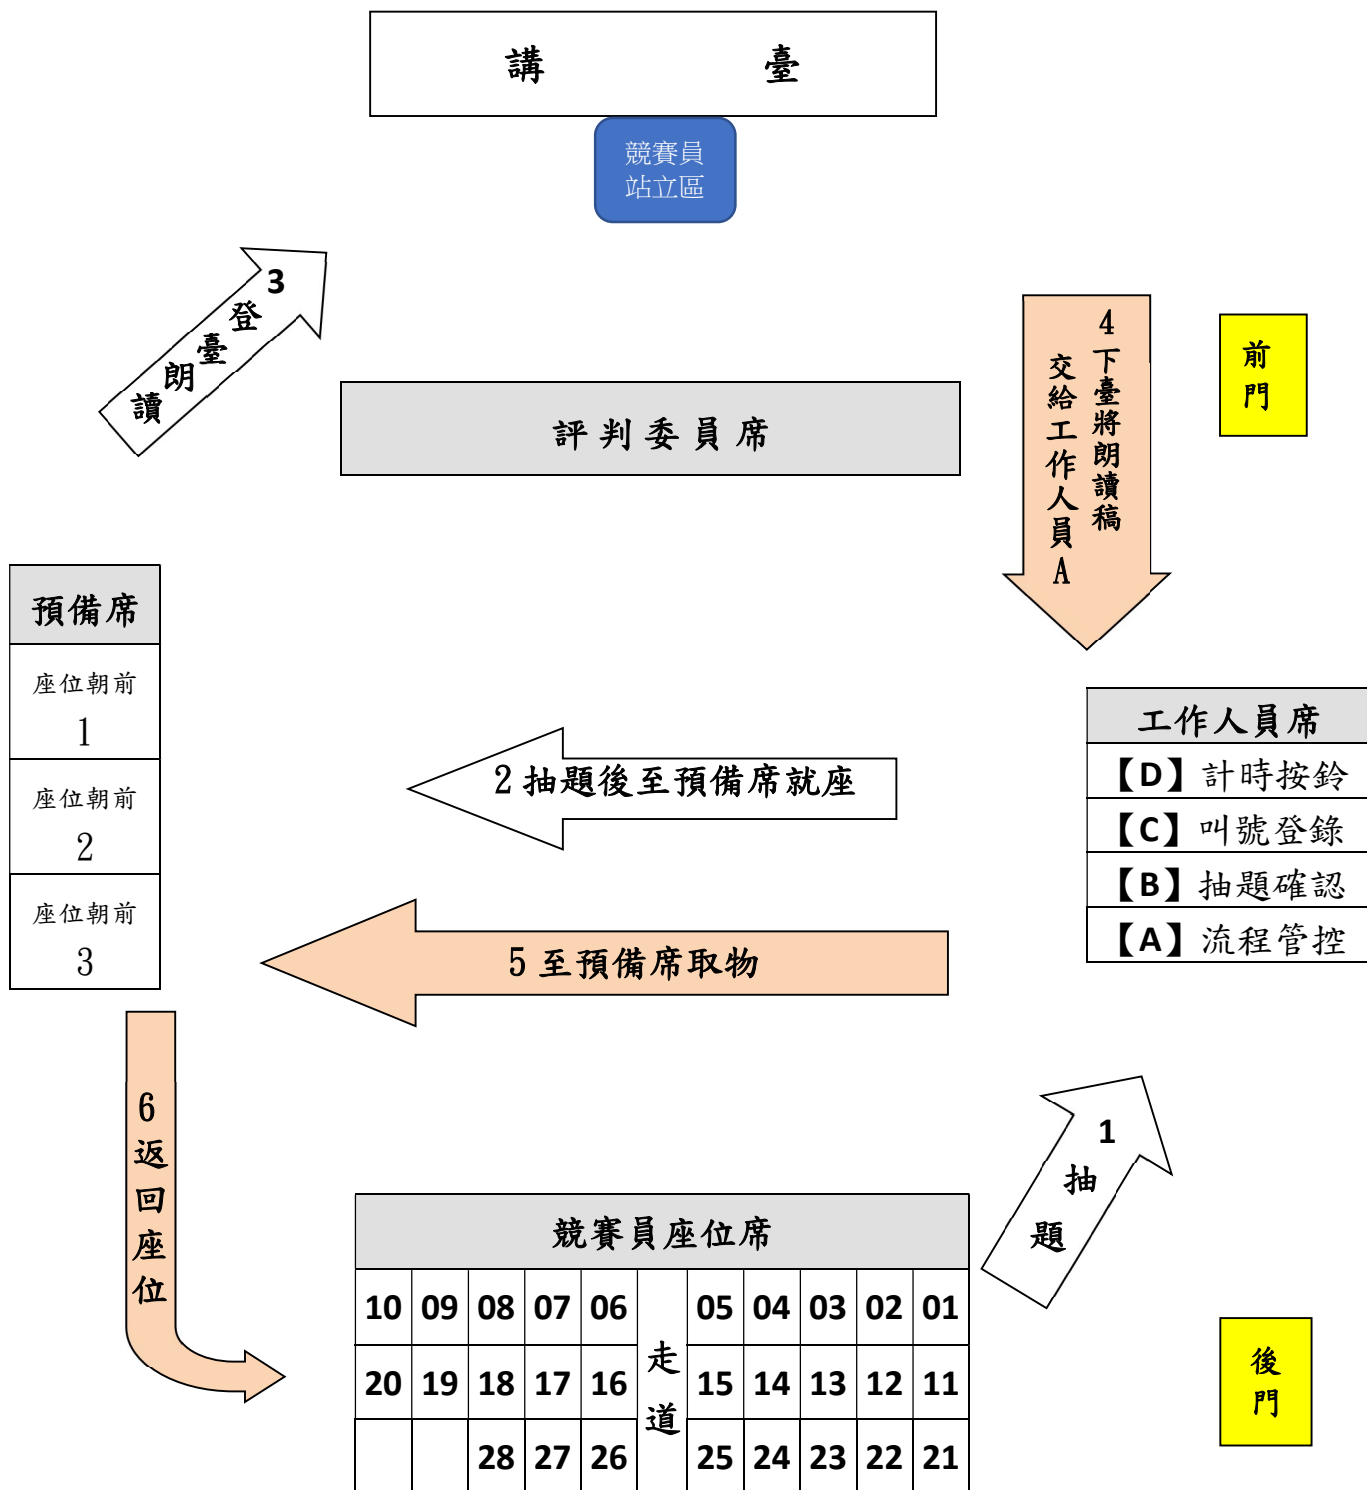 講 臺
競賽員
站立區
3
登臺朗讀
4下臺將朗讀稿
交給工作人員A
前門
評判委員席
預備席
座位朝前
1
座位朝前
2
座位朝前
3
2 抽題後至預備席就座
工作人員席
【D】計時按鈴
【C】叫號登錄
【B】抽題確認
【A】流程管控
5 至預備席取物
6返回座位
1
抽題
競賽員座位席
10 09 08 07 06 05 04 03 02 01
20 19 18 17 16 15 14 13 12 11
28 27 26 25 24 23 22 21
走道
後門